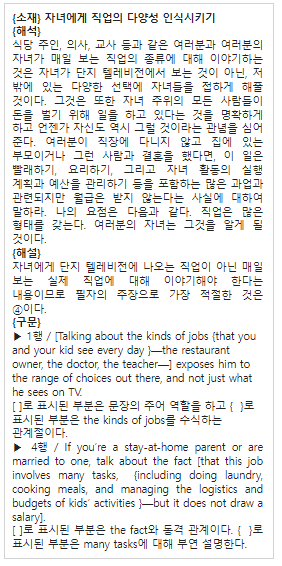 {소재} 자녀에게 직업의 다양성 인식시키기
{해석}
식당 주인, 의사, 교사 등과 같은 여러분과 여러분의
자녀가 매일 보는 직업의 종류에 대해 이야기하는
것은 자녀가 단지 텔레비전에서 보는 것이 아닌, 저
밖에 있는 다양한 선택에 자녀들을 접하게 해줄
것이다. 그것은 또한 자녀 주위의 모든 사람들이
돈을 벌기 위해 일을 하고 있다는 것을 명확하게
하고 언젠가 자신도 역시 그럴 것이라는 관념을 심어
준다. 여러분이 직장에 다니지 않고 집에 있는
부모이거나 그런 사람과 결혼을 했다면, 이 일은
빨래하기, 요리하기, 그리고 자녀 활동의 실행
계획과 예산을 관리하기 등을 포함하는 많은 과업과
관련되지만 월급은 받지 않는다는 사실에 대하여
말하라. 나의 요점은 다음과 같다. 직업은 많은
형태를 갖는다. 여러분의 자녀는 그것을 알게 될
것이다.
{해설}
자녀에게 단지 텔레비전에 나오는 직업이 아닌 매일
보는 실제 직업에 대해 이야기해야 한다는
내용이므로 필자의 주장으로 가장 적절한 것은
④이다.
{구문}
▶ 1행 / [Talking about the kinds of jobs {that you
and your kid see every day }―the restaurant
owner, the doctor, the teacher―] exposes him to
the range of choices out there, and not just what
he sees on TV.
[ ]로 표시된 부분은 문장의 주어 역할을 하고 { }로
표시된 부분은 the kinds of jobs를 수식하는
관계절이다.
▶ 4행 / If you’re a stay-at-home parent or are
married to one, talk about the fact [that this job
involves many tasks, {including doing laundry,
cooking meals, and managing the logistics and
budgets of kids’ activities }―but it does not draw a
salary].
[ ]로 표시된 부분은 the fact와 동격 관계이다. { }로
표시된 부분은 many tasks에 대해 부연 설명한다.